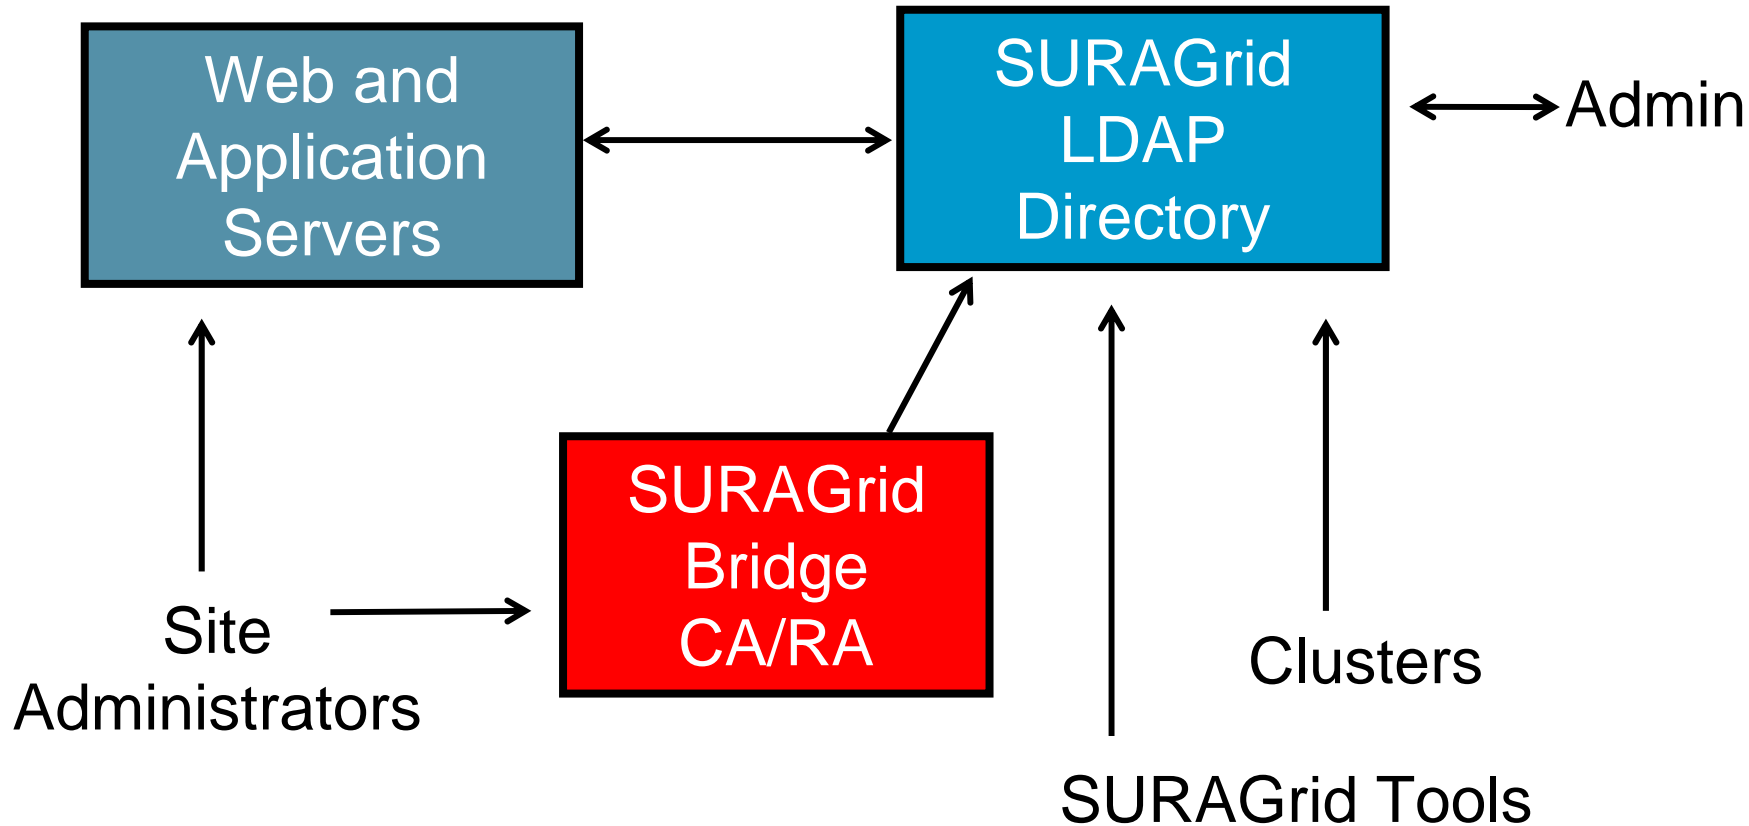 Web and
Application
Servers
SURAGrid
LDAP
Directory
Admin
SURAGrid
Bridge
CA/RA
Site
Administrators
Clusters
SURAGrid Tools